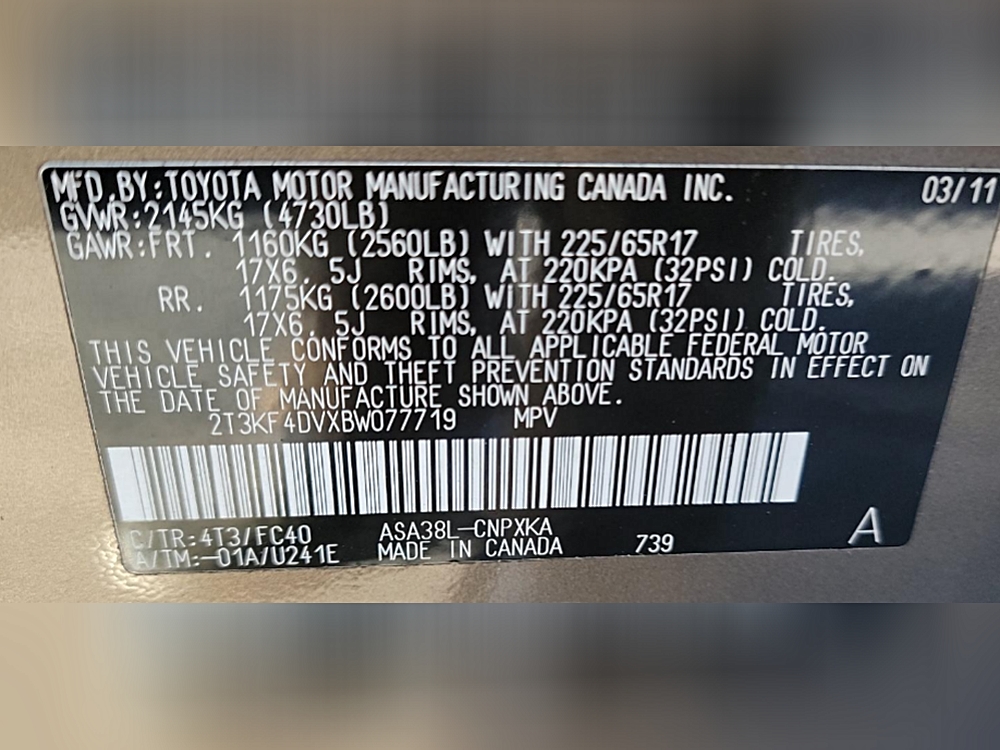 MFD.BY:TOYOTA MOTOR MANUFACTURING CANADA INC. 03/11
GVWR:2145KG (4730LB)
GAWR:FRT. 1160KG (2560LB) WITH 225/65R17 TIRES,
17X6.5J RIMS, AT 220KPA (32PSI) COLD.
RR. 1175KG (2600LB) WITH 225/65R17 TIRES,
17X6.5J RIMS, AT 220KPA (32PSI) COLD.
THIS VEHICLE CONFORMS TO ALL APPLICABLE FEDERAL MOTOR
VEHICLE SAFETY AND THEFT PREVENTION STANDARDS IN EFFECT ON
THE DATE OF MANUFACTURE SHOWN ABOVE.
2T3KF4DVXBW077719 MPV
C/TR:4T3/FC40 ASA38L-CNPXKA
A/TM:-01A/U241E MADE IN CANADA 739 A